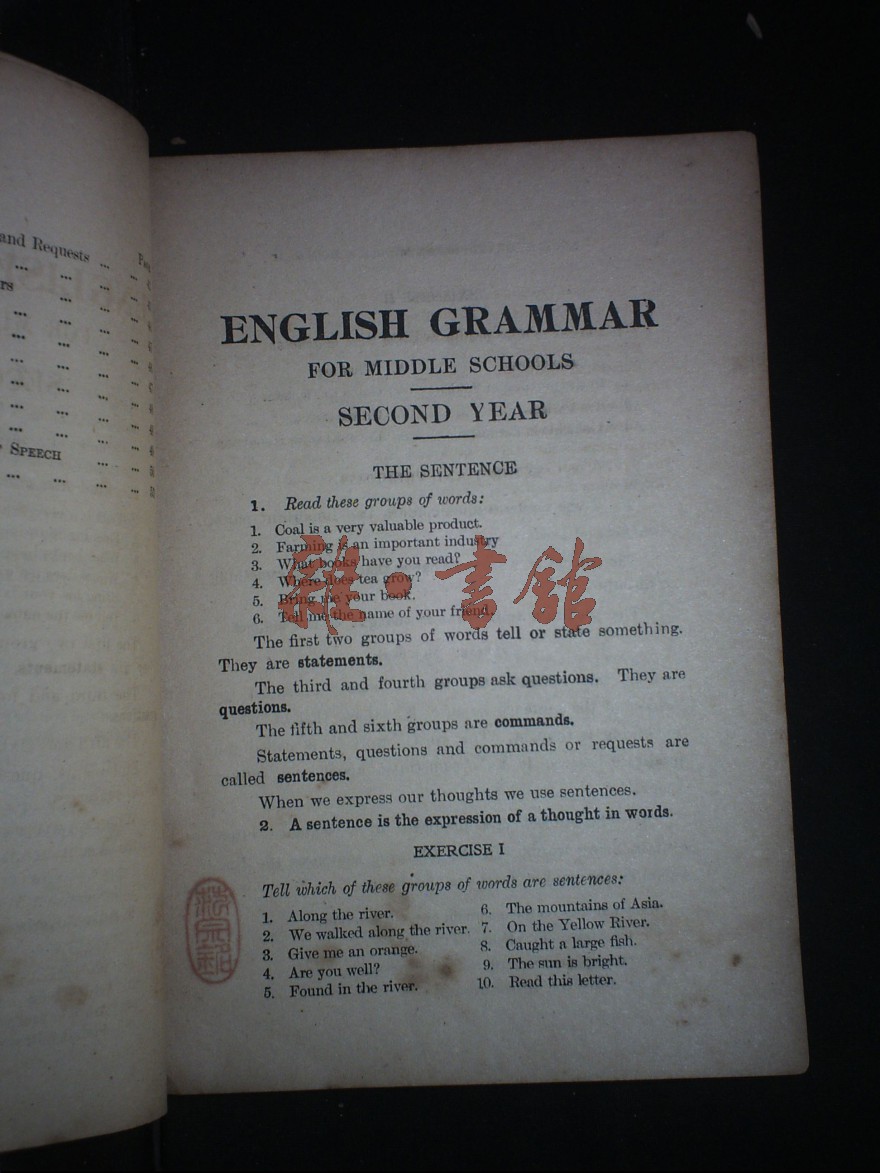 and Requests ...
rs
SPEECH
ENGLISH GRAMMAR
FOR MIDDLE SCHOOLS
SECOND YEAR
THE SENTENCE
1. Read these groups of words:
1. Coal is a very valuable product.
2. Farming is an important industry
3. What books have you read?
4. Where does tea grow?
5. Bring me your book.
6. Tell me the name of your friend.
雜·書館
The first two groups of words tell or state something.
They are statements.
The third and fourth groups ask questions. They are
questions.
The fifth and sixth groups are commands.
Statements, questions and commands or requests are
called sentences.
When we express our thoughts we use sentences.
2. A sentence is the expression of a thought in words.
EXERCISE I
Tell which of these groups of words are sentences:
1. Along the river.
2. We walked along the river.
3. Give me an orange.
4. Are you well?
5. Found in the river.
6. The mountains of Asia.
7. On the Yellow River.
8. Caught a large fish.
9. The sun is bright.
10. Read this letter.